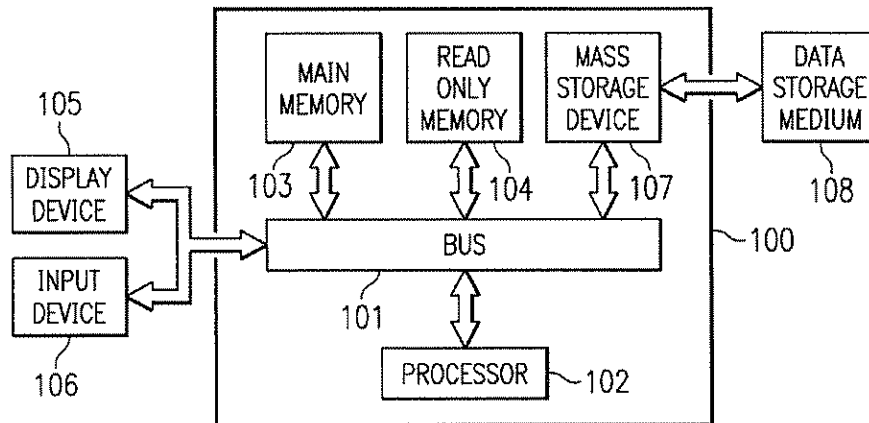 MAIN
MEMORY
103
READ
ONLY
MEMORY
104
MASS
STORAGE
DEVICE
107
DATA
STORAGE
MEDIUM
108
105
DISPLAY
DEVICE
INPUT
DEVICE
106
BUS
101
100
PROCESSOR
102